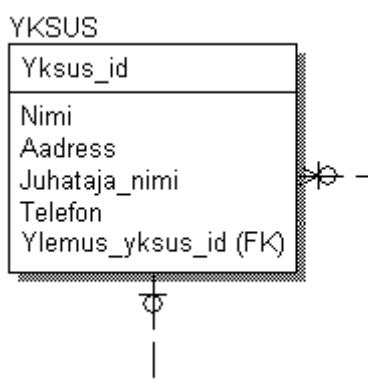 YKSUS
Yksus_id
Nimi
Aadress
Juhataja_nimi
Telefon
Ylemus_yksus_id (FK)